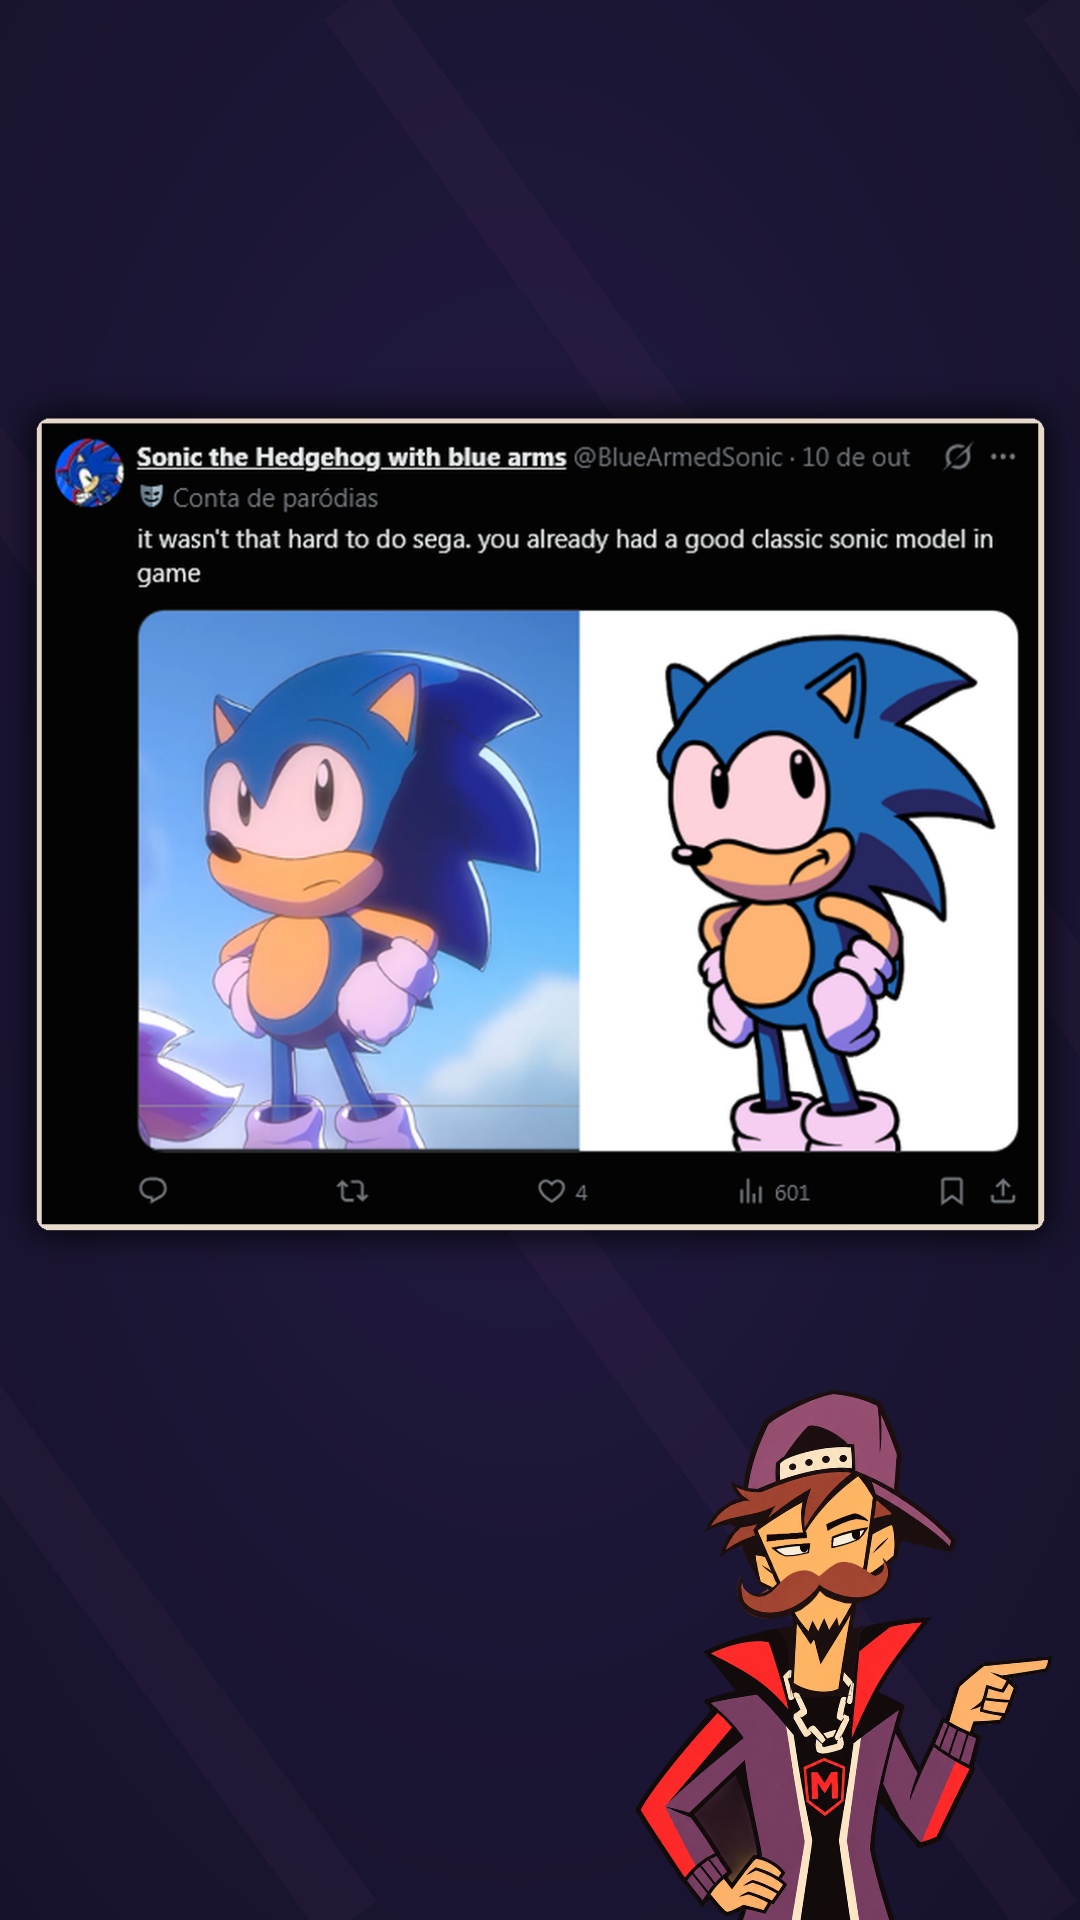 Sonic the Hedgehog with blue arms @BlueArmedSonic · 10 de out
Conta de paródias
it wasn't that hard to do sega. you already had a good classic sonic model in
game
4
601
M